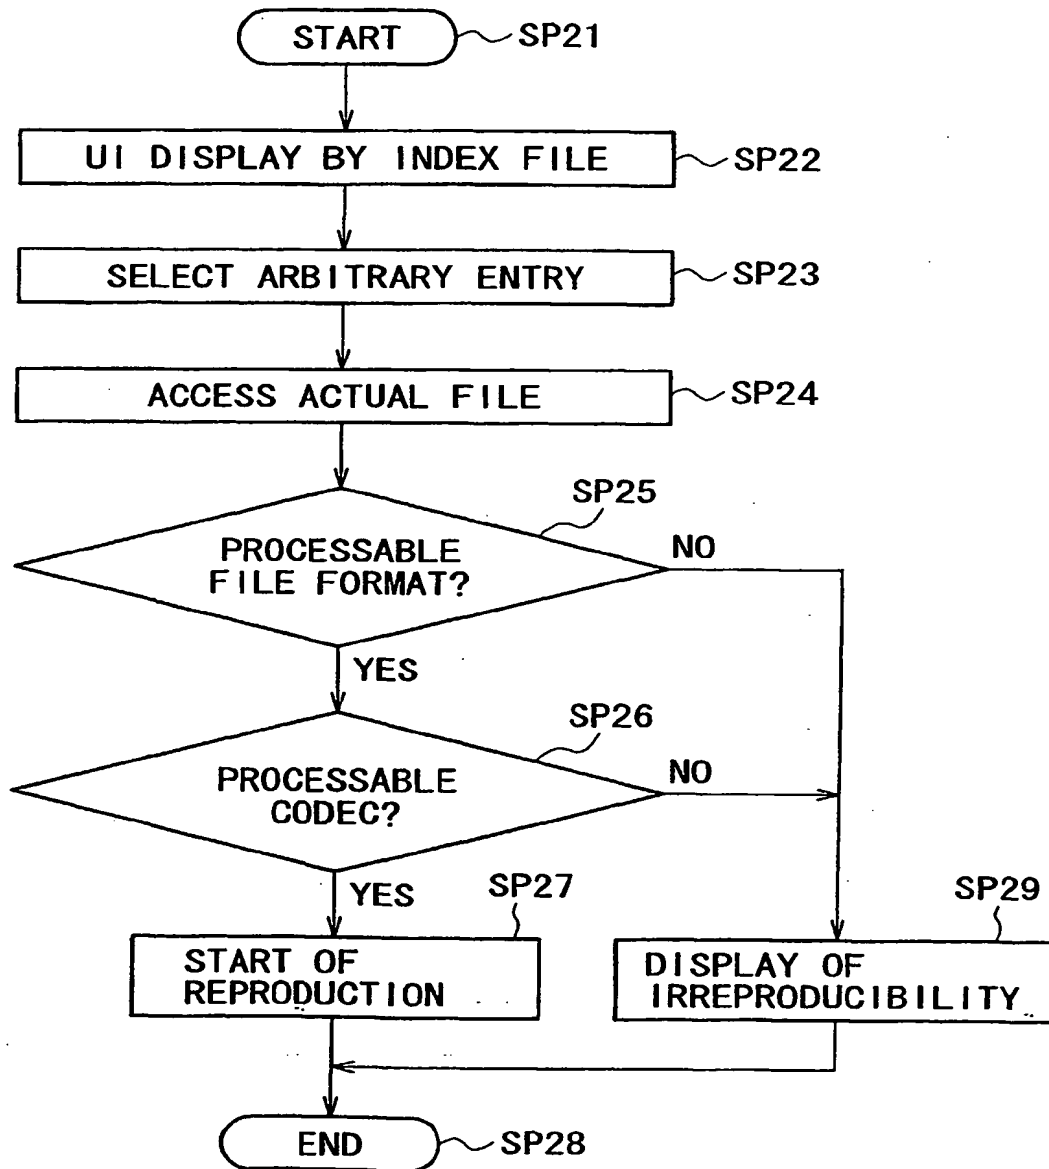 START
SP21
UI DISPLAY BY INDEX FILE
SP22
SELECT ARBITRARY ENTRY
SP23
ACCESS ACTUAL FILE
SP24
SP25
PROCESSABLE
FILE FORMAT?
NO
YES
SP26
PROCESSABLE
CODEC?
NO
YES
SP27
START OF
REPRODUCTION
SP29
DISPLAY OF
IRREPRODUCIBILITY
END
SP28